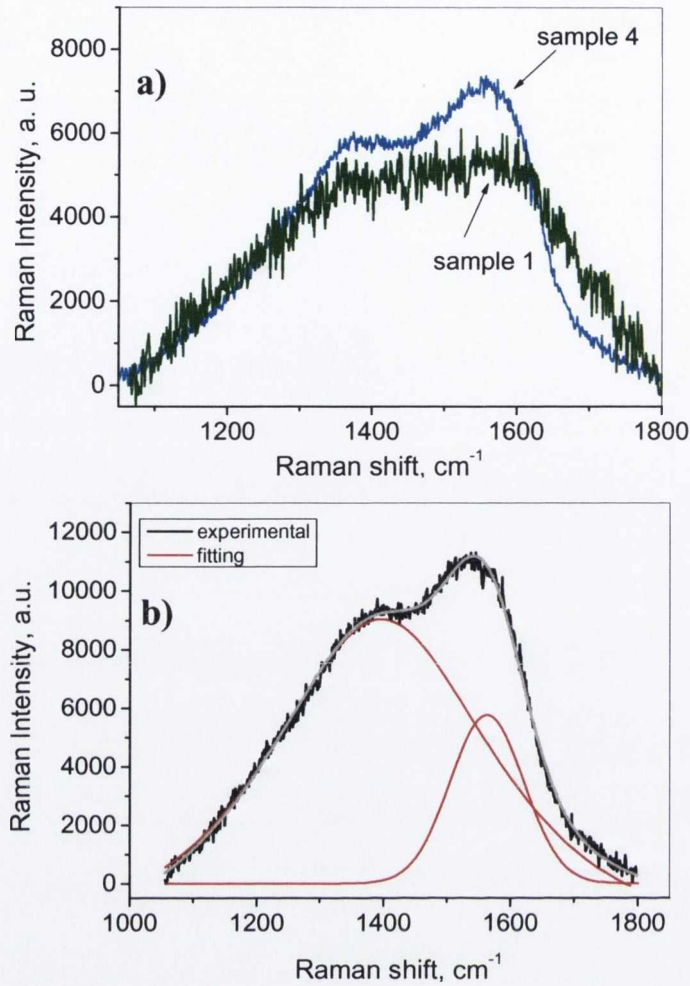 8000
6000
4000
2000
0
Raman Intensity, a. u.
a)
sample 4
sample 1
1200
1400
1600
1800
Raman shift, cm⁻¹
12000
10000
8000
6000
4000
2000
0
Raman Intensity, a.u.
experimental
fitting
b)
1000
1200
1400
1600
1800
Raman shift, cm⁻¹